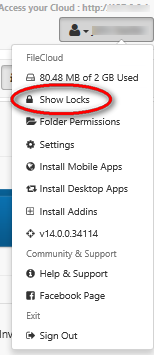 Access your Cloud : http://
FileCloud
80.48 MB of 2 GB Used
Show Locks
Folder Permissions
Settings
Install Mobile Apps
Install Desktop Apps
Install Addins
v14.0.0.34114
Community & Support
Help & Support
Facebook Page
Exit
Inv
Sign Out